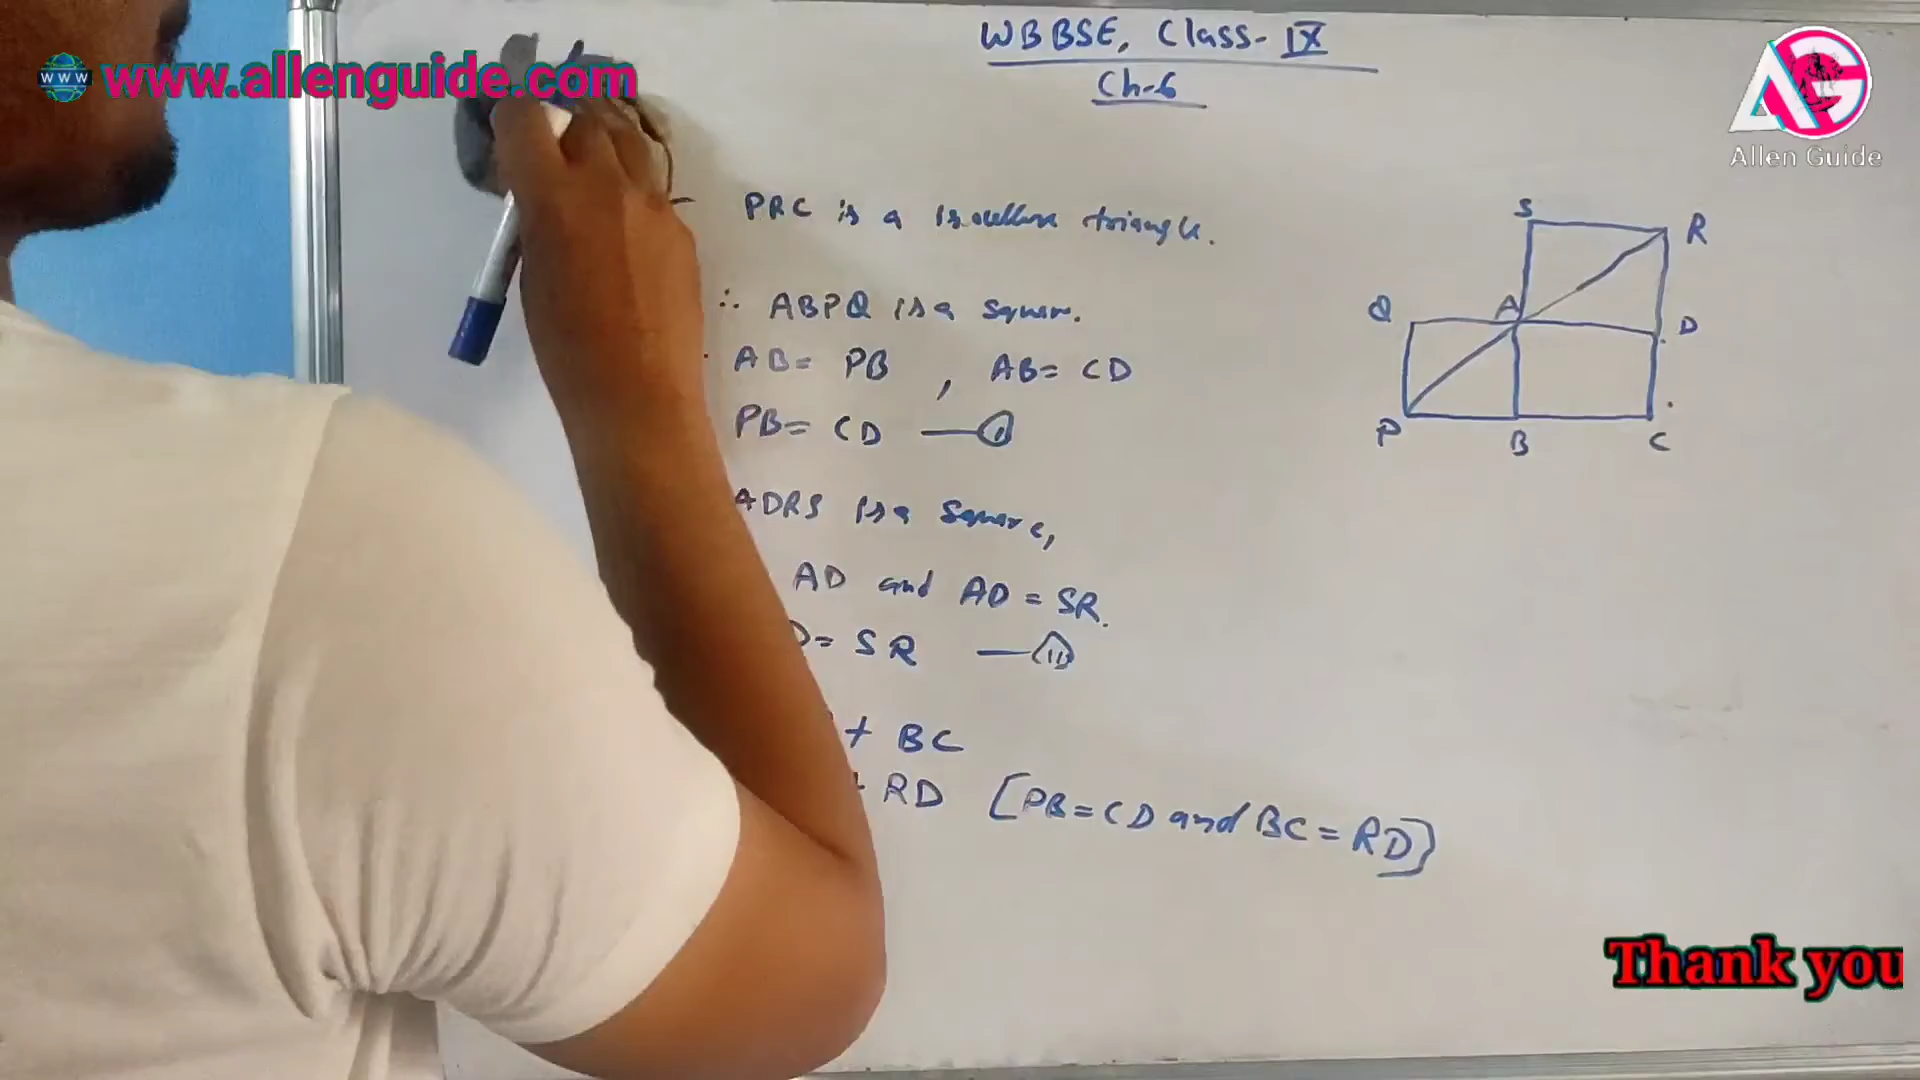 www.allenguide.com
WWW
WBBSE, Class-IX
Ch-6
AG
Allen Guide
PRC is a triangle.
∴ ABPQ is a
AB = PB , AB = CD
PB = CD —(i)
ADRS is a Square,
AD and AD = SR.
= SR —(ii)
+ BC
RD [PB = CD and BC = RD]
S
R
Q
A
D
P
B
C
Thank you